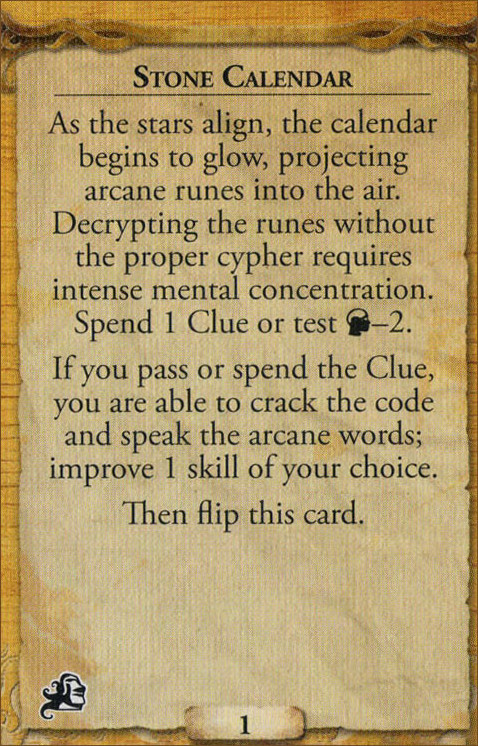 Stone Calendar
As the stars align, the calendar
begins to glow, projecting
arcane runes into the air.
Decrypting the runes without
the proper cypher requires
intense mental concentration.
Spend 1 Clue or test –2.
If you pass or spend the Clue,
you are able to crack the code
and speak the arcane words;
improve 1 skill of your choice.
Then flip this card.
1